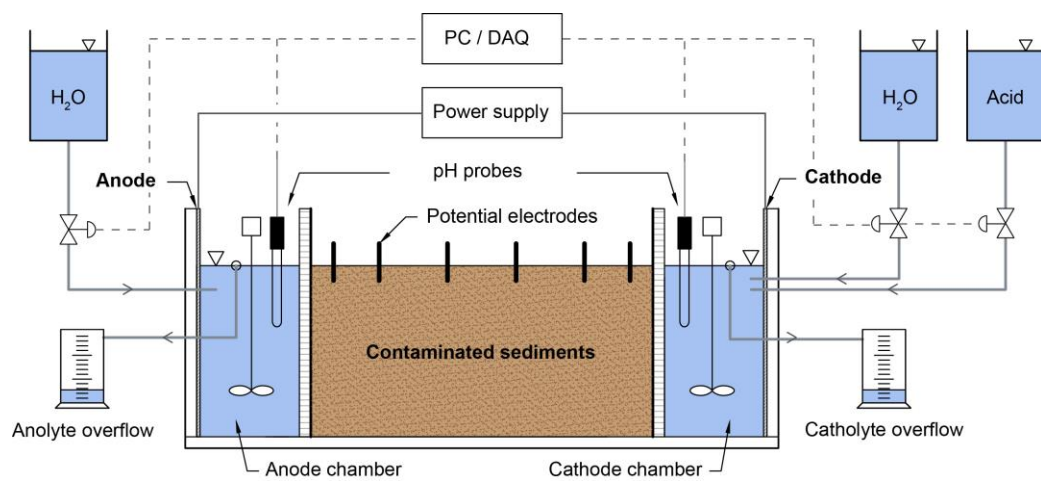 PC / DAQ
H₂O
H₂O
Acid
Power supply
Anode
pH probes
Cathode
Potential electrodes
Contaminated sediments
Anolyte overflow
Catholyte overflow
Anode chamber
Cathode chamber